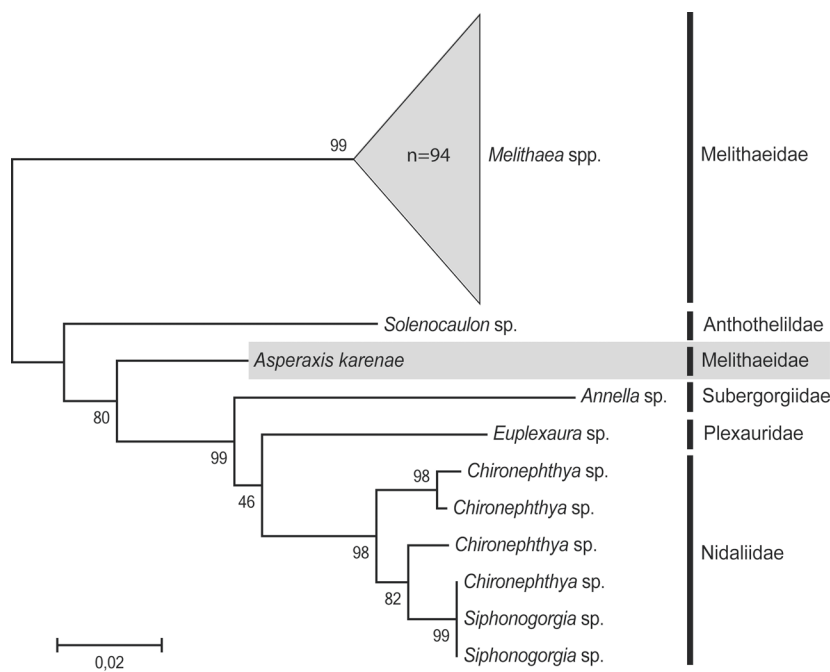 99
n=94
Melithaea spp.
Melithaeidae
Solenocaulon sp.
Anthothelildae
Asperaxis karenae
Melithaeidae
80
Annella sp.
Subergorgiidae
99
Euplexaura sp.
Plexauridae
46
98
Chironephthya sp.
Chironephthya sp.
98
Chironephthya sp.
Nidaliidae
82
Chironephthya sp.
99
Siphonogorgia sp.
Siphonogorgia sp.
0,02